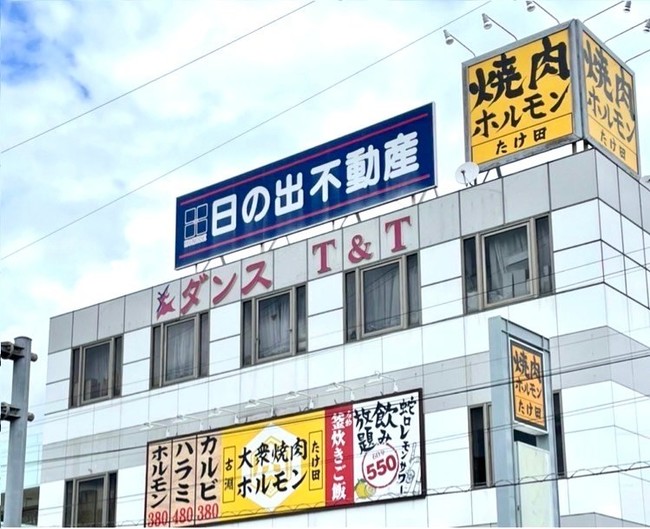 焼肉
ホルモン
たけ田
焼肉
ホルモン
たけ田
日の出不動産
ダンス T&T
焼肉
ホルモン
たけ田
カルビ
380
ハラミ
480
ホルモン
380
古淵
大衆焼肉
ホルモン
たけ田
釜炊きご飯
蛇口レモンサワー
飲み
放題
550